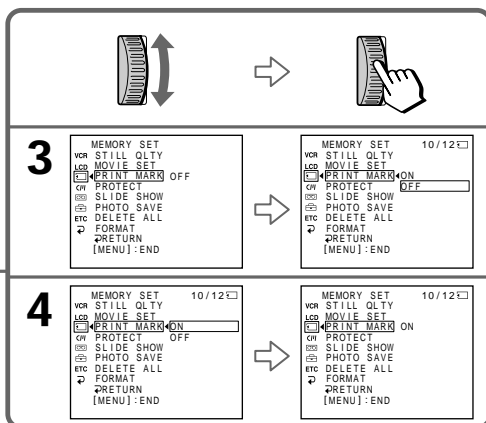 3
MEMORY SET
VCR STILL QLTY
LCD MOVIE SET
PRINT MARK OFF
PROTECT
SLIDE SHOW
PHOTO SAVE
ETC DELETE ALL
FORMAT
RETURN
[MENU] : END
MEMORY SET 10/12
VCR STILL QLTY
LCD MOVIE SET
PRINT MARK ON
PROTECT OFF
SLIDE SHOW
PHOTO SAVE
ETC DELETE ALL
FORMAT
RETURN
[MENU] : END
4
MEMORY SET 10/12
VCR STILL QLTY
LCD MOVIE SET
PRINT MARK ON
PROTECT OFF
SLIDE SHOW
PHOTO SAVE
ETC DELETE ALL
FORMAT
RETURN
[MENU] : END
MEMORY SET 10/12
VCR STILL QLTY
LCD MOVIE SET
PRINT MARK ON
PROTECT
SLIDE SHOW
PHOTO SAVE
ETC DELETE ALL
FORMAT
RETURN
[MENU] : END